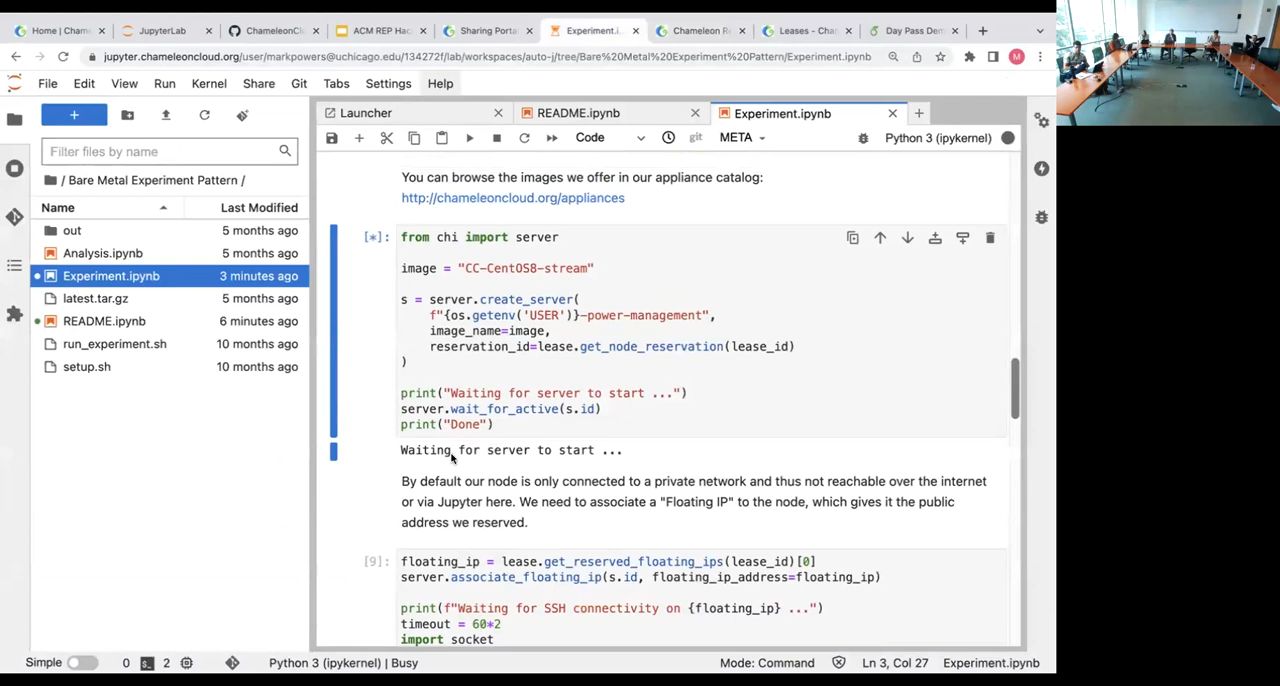 Home | Cham
JupyterLab
ChameleonCl
ACM REP Hac
Sharing Porta
Experim
Chameleon R
Leases - Cha
Day Pass Dem
jupyter.chameleoncloud.org/user/markpowers@uchicago.edu/134272f/lab/workspaces/auto-j/tree/Bare%20Metal%20Experiment%20Pattern/Experiment.ipynb
M
File Edit View Run Kernel Share Git Tabs Settings Help
Launcher
README.ipynb
Experiment.ipynb
Code
git
META
Python 3 (ipykernel)
Filter files by name
/ Bare Metal Experiment Pattern /
Name Last Modified
out 5 months ago
Analysis.ipynb 5 months ago
Experiment.ipynb 3 minutes ago
latest.tar.gz 5 months ago
README.ipynb 6 minutes ago
run_experiment.sh 10 months ago
setup.sh 10 months ago
You can browse the images we offer in our appliance catalog:
http://chameleoncloud.org/appliances
[*]: from chi import server
image = "CC-CentOS8-stream"
s = server.create_server(
f"{os.getenv('USER')}-power-management",
image_name=image,
reservation_id=lease.get_node_reservation(lease_id)
)
print("Waiting for server to start ...")
server.wait_for_active(s.id)
print("Done")
Waiting for server to start ...
By default our node is only connected to a private network and thus not reachable over the internet
or via Jupyter here. We need to associate a "Floating IP" to the node, which gives it the public
address we reserved.
[9]: floating_ip = lease.get_reserved_floating_ips(lease_id)[0]
server.associate_floating_ip(s.id, floating_ip_address=floating_ip)
print(f"Waiting for SSH connectivity on {floating_ip} ...")
timeout = 60*2
import socket
Simple 0 2 Python 3 (ipykernel) | Busy Mode: Command Ln 3, Col 27 Experiment.ipynb